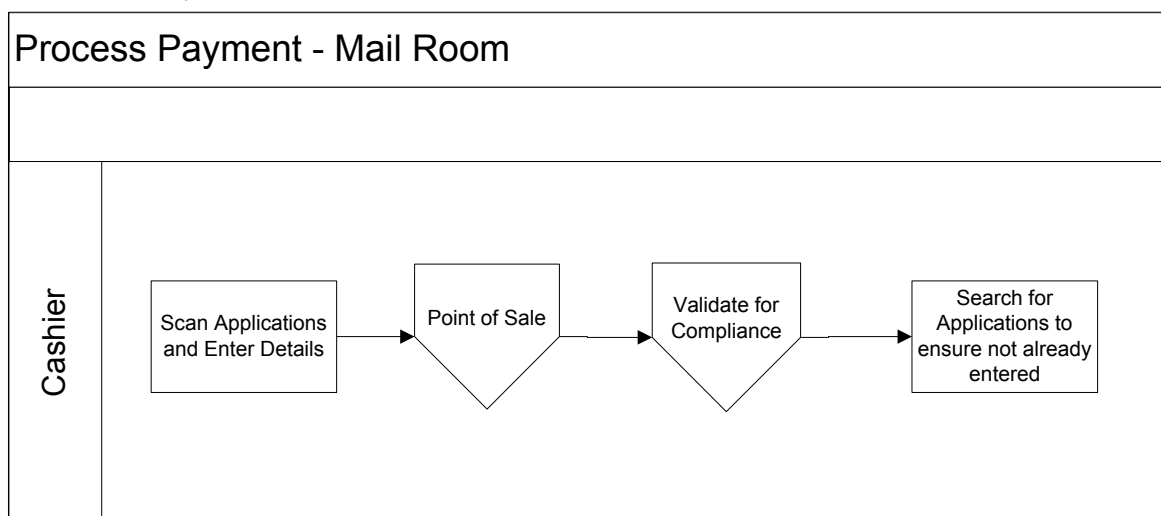 Process Payment - Mail Room
Cashier
Scan Applications
and Enter Details
Point of Sale
Validate for
Compliance
Search for
Applications to
ensure not already
entered